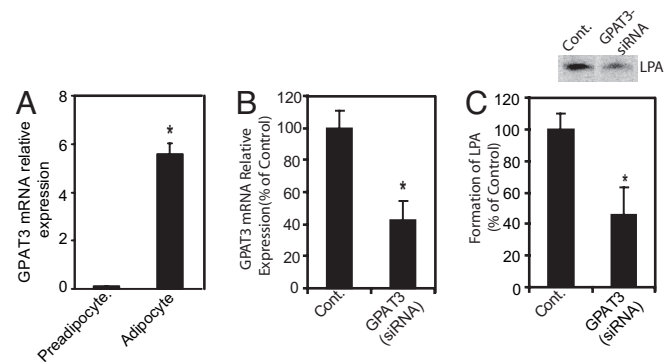 Cont.
GPAT3-
siRNA
LPA
A
GPAT3 mRNA relative
expression
8
6
4
2
0
*
Preadipocyte.
Adipocyte
B
GPAT3 mRNA Relative
Expression(% of Control)
120
100
80
60
40
20
0
*
Cont.
GPAT3
(siRNA)
C
Formation of LPA
(% of Control)
120
100
80
60
40
20
0
*
Cont.
GPAT3
(siRNA)